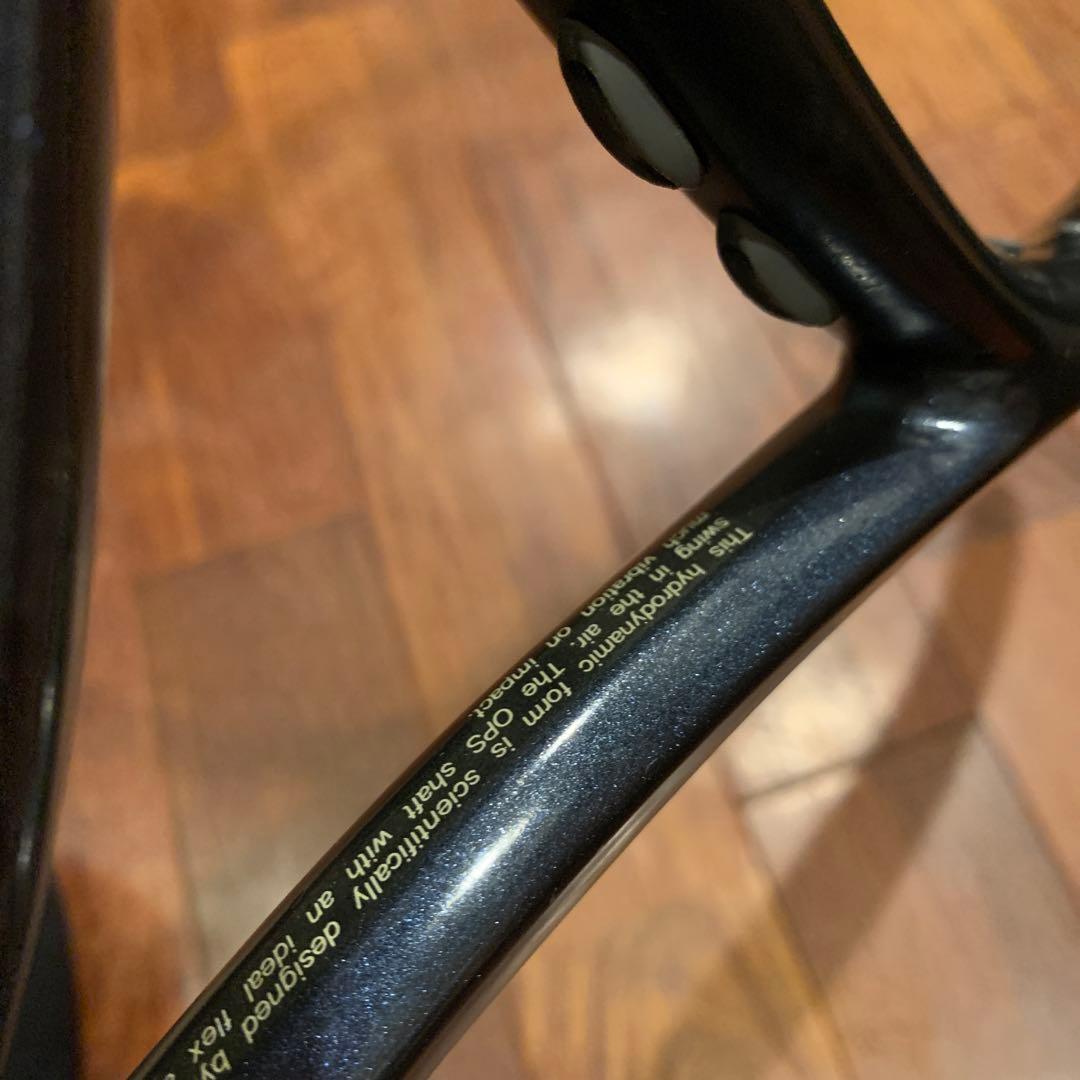 This hydrodynamic form is scientifically designed by
swing in the air. The OPS shaft with an ideal flex
much vibration on impact.